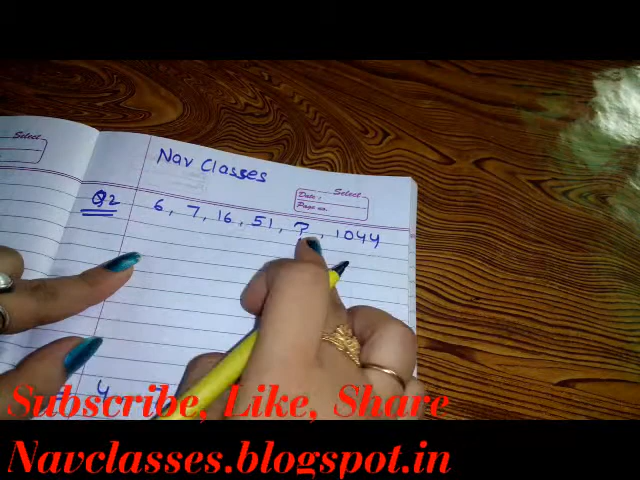 Select
Nav Classes
Select
Date :
Page no.
Q2 6, 7, 16, 51, ?, 1044
4
Subscribe, Like, Share
Navclasses.blogspot.in